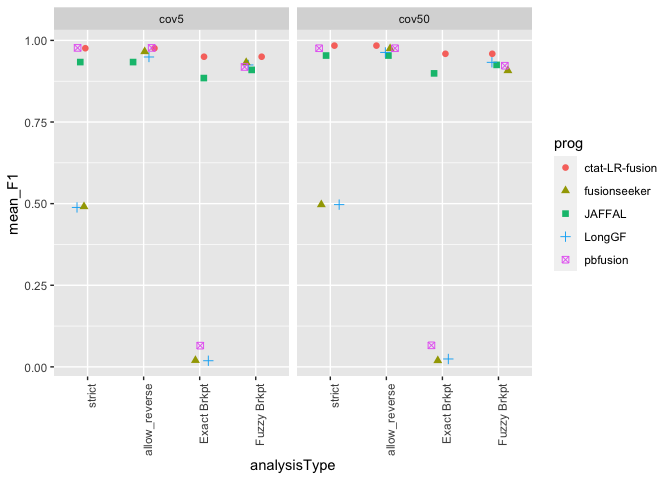 cov5
cov50
1.00
0.75
0.50
0.25
0.00
mean_F1
strict
allow_reverse
Exact Brkpt
Fuzzy Brkpt
strict
allow_reverse
Exact Brkpt
Fuzzy Brkpt
analysisType
prog
ctat-LR-fusion
fusionseeker
JAFFAL
LongGF
pbfusion